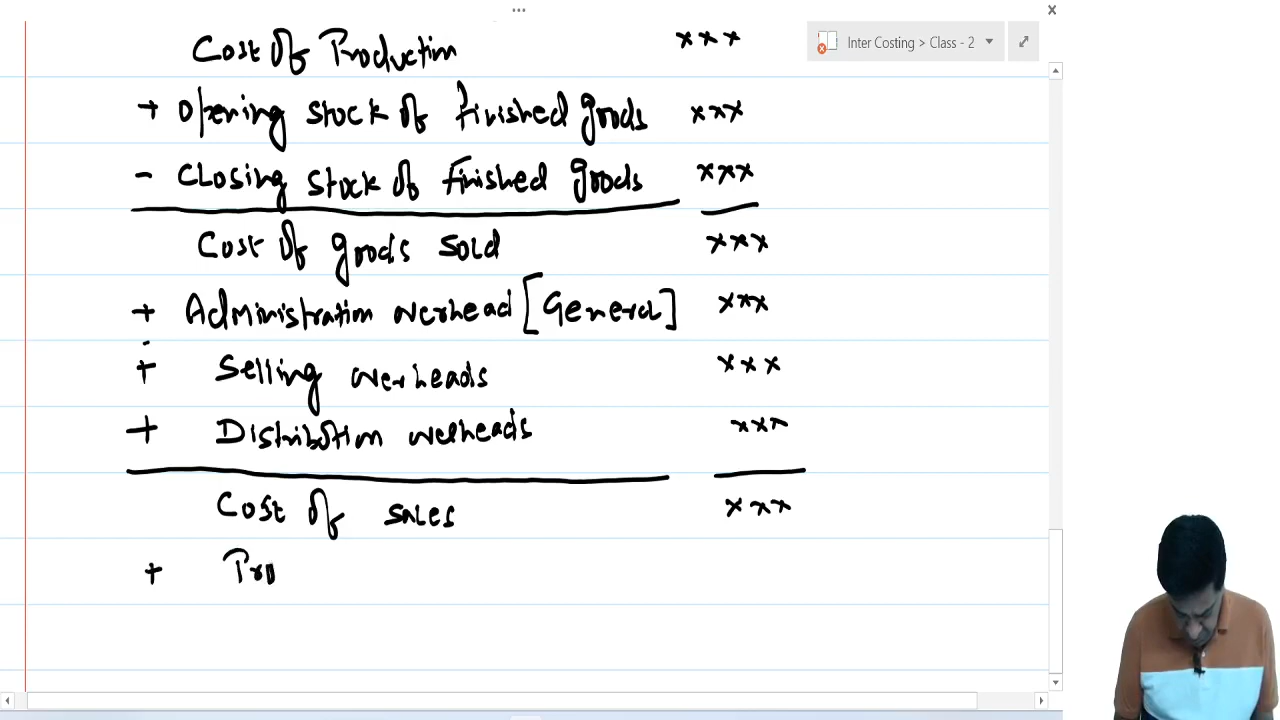 ...
Inter Costing > Class - 2
Cost of Production xxx
+ Opening stock of finished goods xxx
- Closing stock of finished goods xxx
Cost of goods sold xxx
+ Administration overhead [General] xxx
+ Selling overheads xxx
+ Distribution overheads xxx
Cost of sales xxx
+ Pro